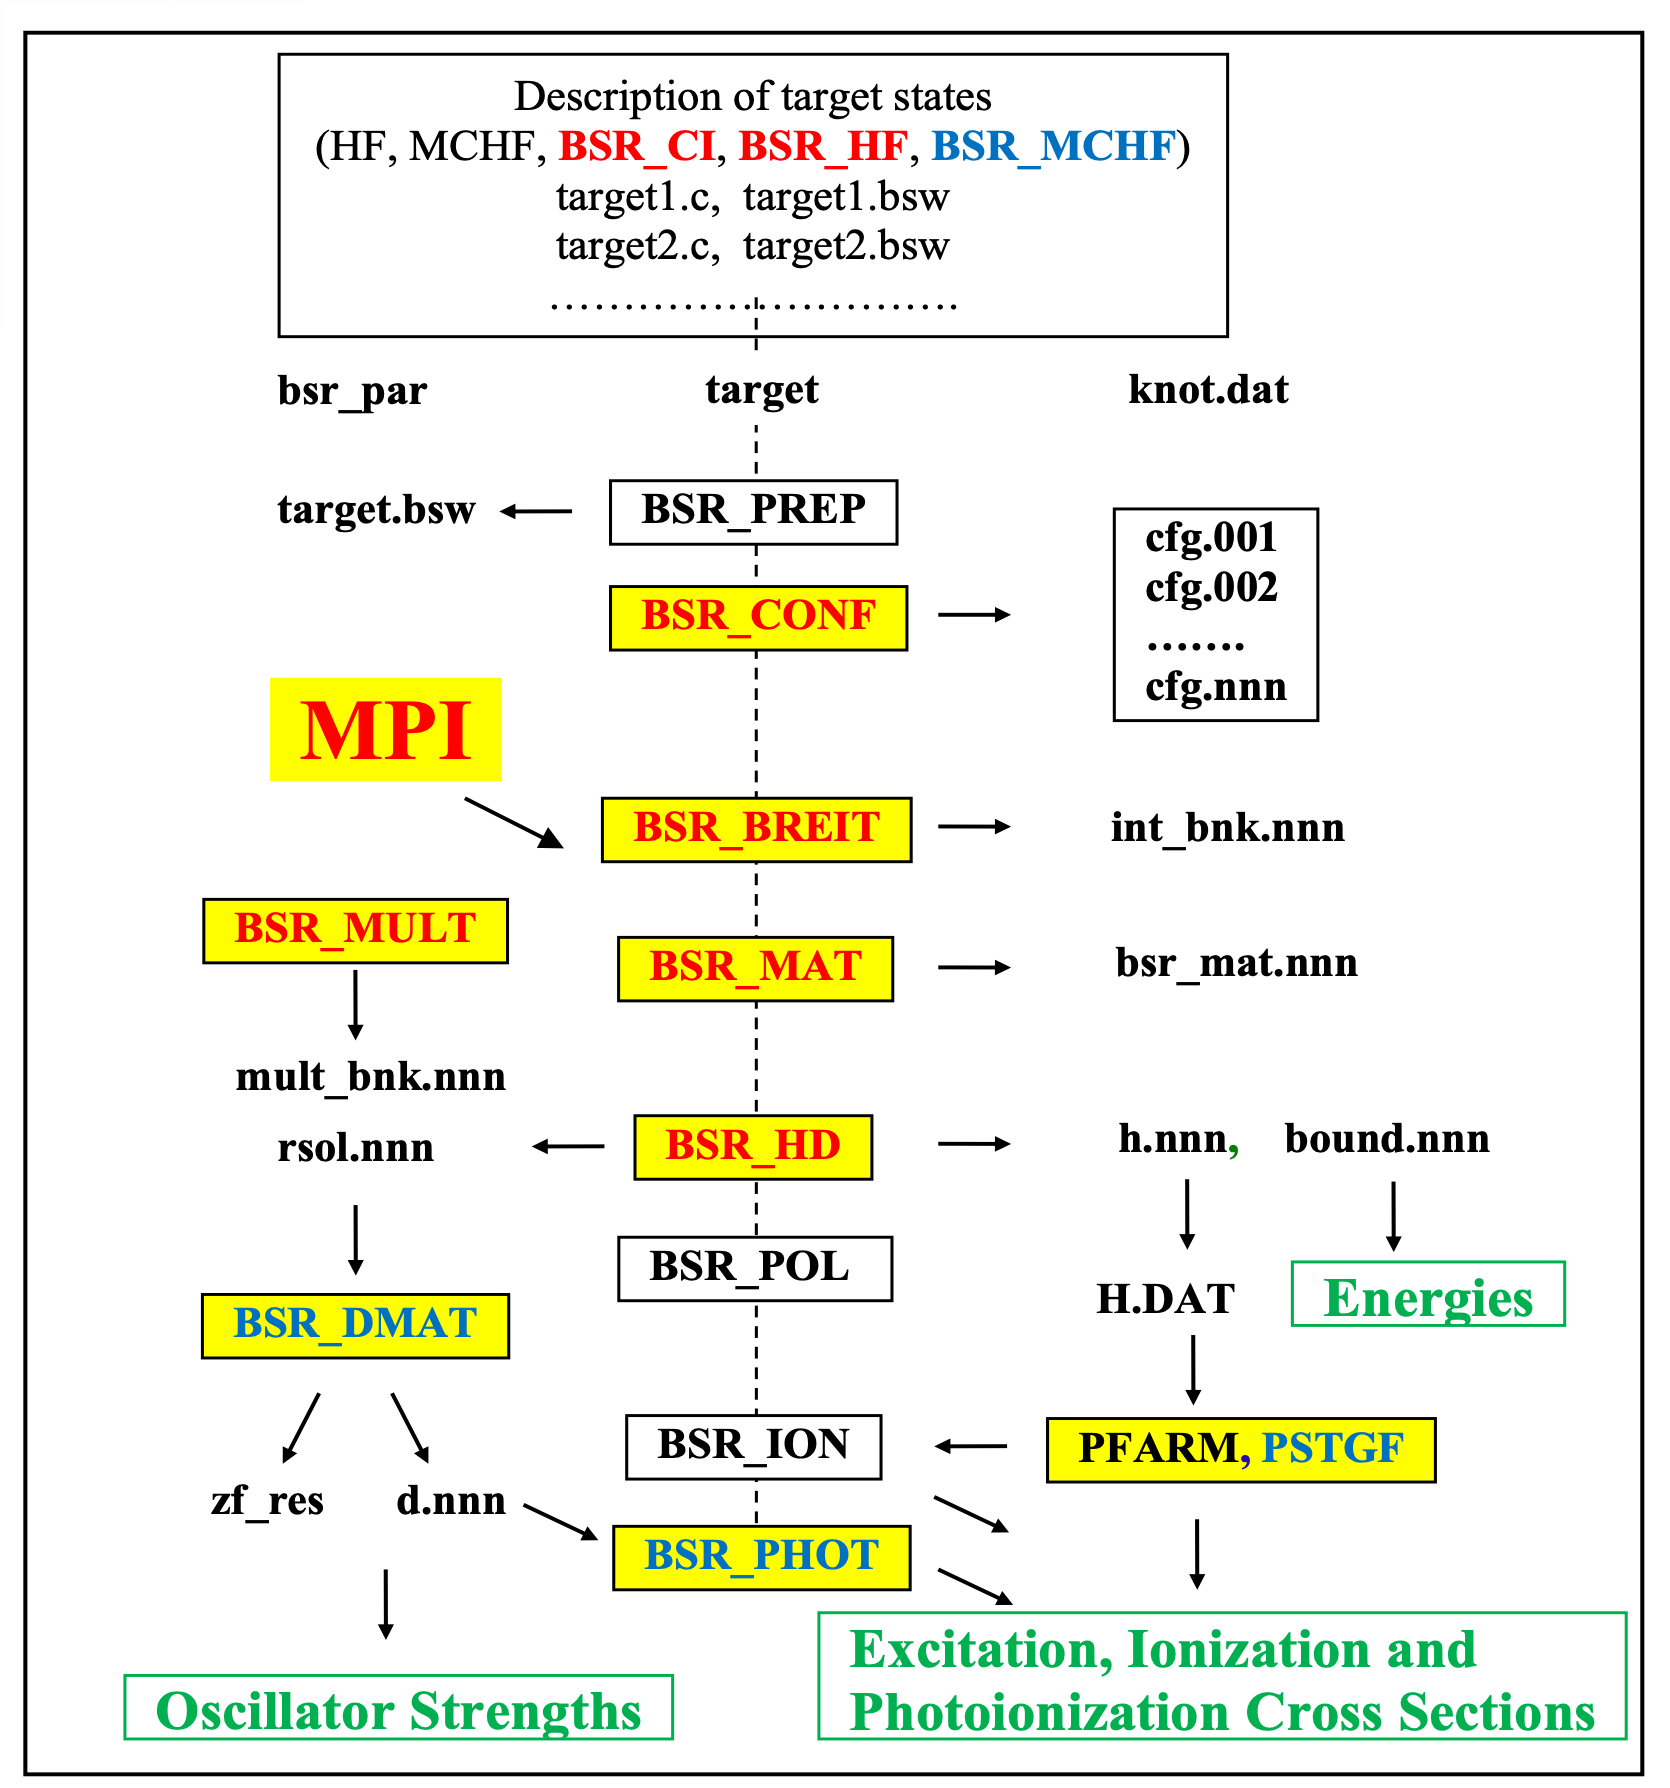 Description of target states
(HF, MCHF, BSR_CI, BSR_HF, BSR_MCHF)
target1.c, target1.bsw
target2.c, target2.bsw
............................
bsr_par target knot.dat
target.bsw BSR_PREP
cfg.001
cfg.002
.......
cfg.nnn
BSR_CONF
MPI
BSR_BREIT int_bnk.nnn
BSR_MULT
BSR_MAT bsr_mat.nnn
mult_bnk.nnn
rsol.nnn BSR_HD h.nnn, bound.nnn
BSR_POL
H.DAT Energies
BSR_DMAT
BSR_ION PFARM, PSTGF
zf_res d.nnn
BSR_PHOT
Excitation, Ionization and
Photoionization Cross Sections
Oscillator Strengths